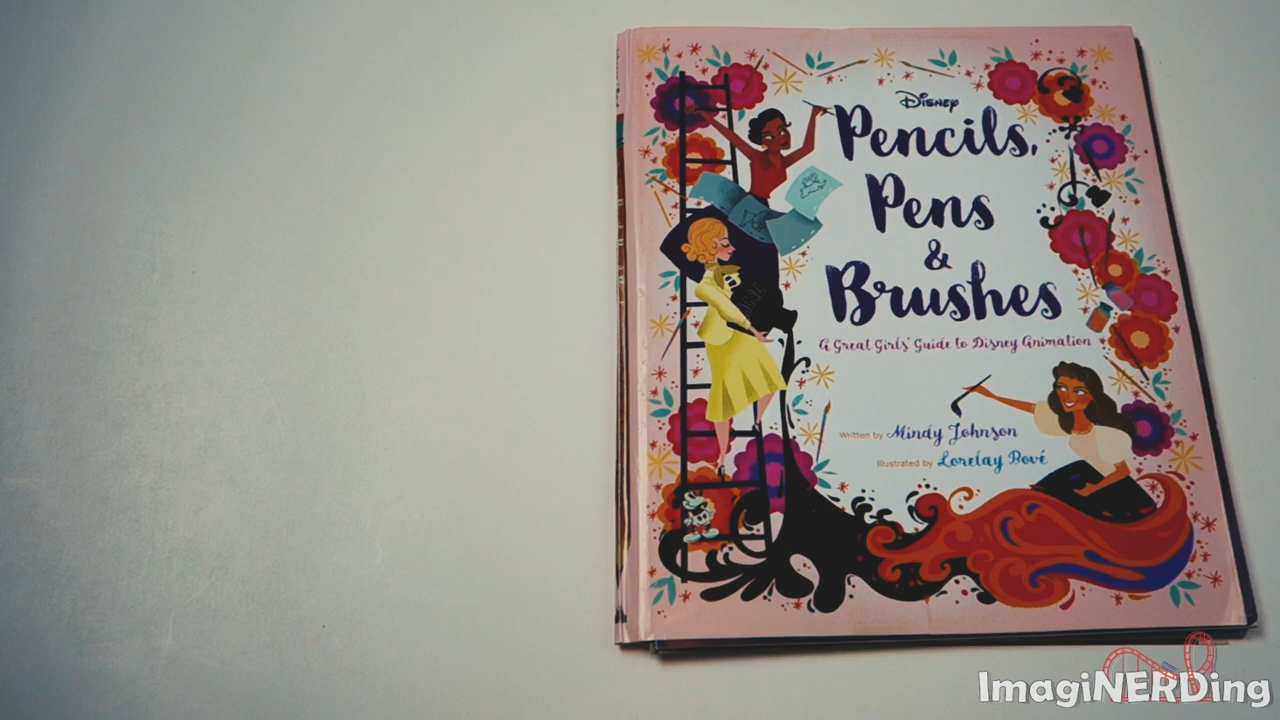 Disney
Pencils,
Pens
&
Brushes
A Great Girls' Guide to Disney Animation
Written by Mindy Johnson
Illustrated by Lorelay Bové
ImagiNERDing